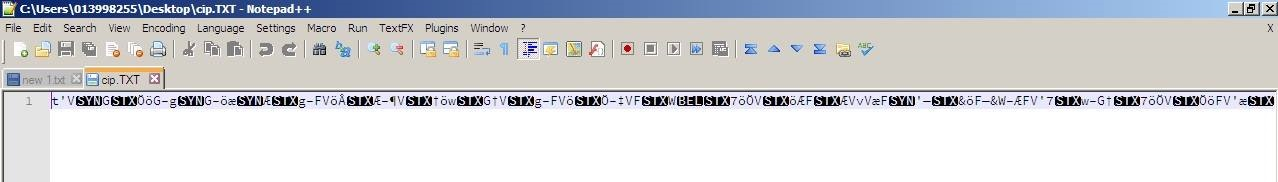 C:\Users\013998255\Desktop\cip.TXT - Notepad++
File Edit Search View Encoding Language Settings Macro Run TextFX Plugins Window ? X
new 1.txt cip.TXT
1 t'VSYNGSTXÖöG–gSYNG–öæSYNÆSTXg–FVöÅSTXÆ–¶VSTX†öwSTXG†VSTXg–FVöSTXÖ–‡VFSTXWBELSTX7öÖVSTXöÆFSTXÆVvVæFSYN'–STX&öF–&W–ÆFV'7STXw–G†STX7öÖVSTXÖöFV'æSTX